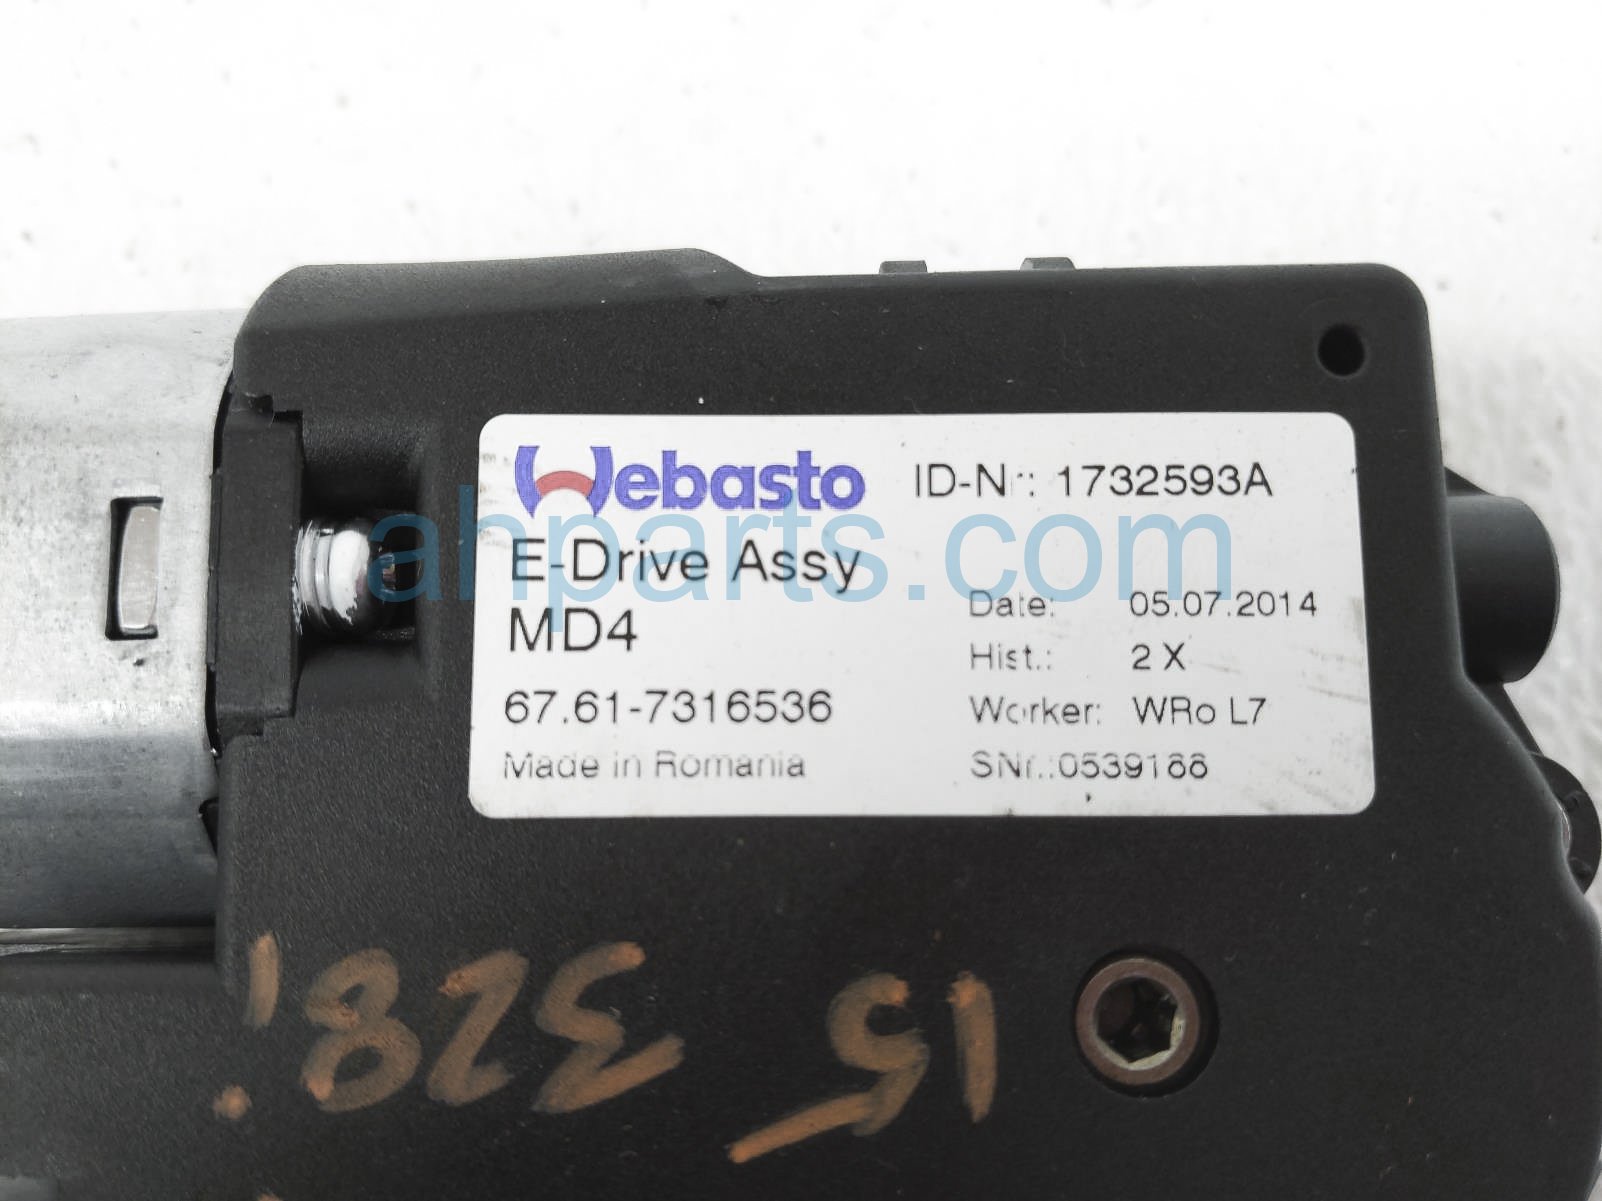 Webasto ID-Nr: 1732593A
E-Drive Assy
MD4
Date: 05.07.2014
Hist.: 2 X
67.61-7316536
Worker: WRo L7
Made in Romania
SNr.:0539188
ahparts.com
15 328i